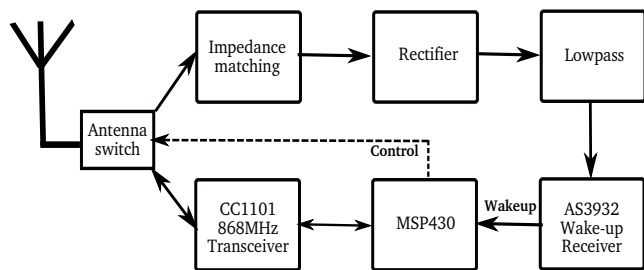 Impedance
matching
Rectifier
Lowpass
Antenna
switch
Control
CC1101
868MHz
Transceiver
MSP430
Wakeup
AS3932
Wake-up
Receiver